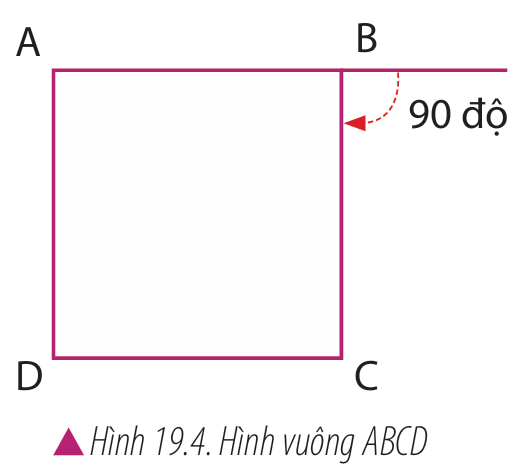 A
B
90 độ
D
C
Hình 19.4. Hình vuông ABCD